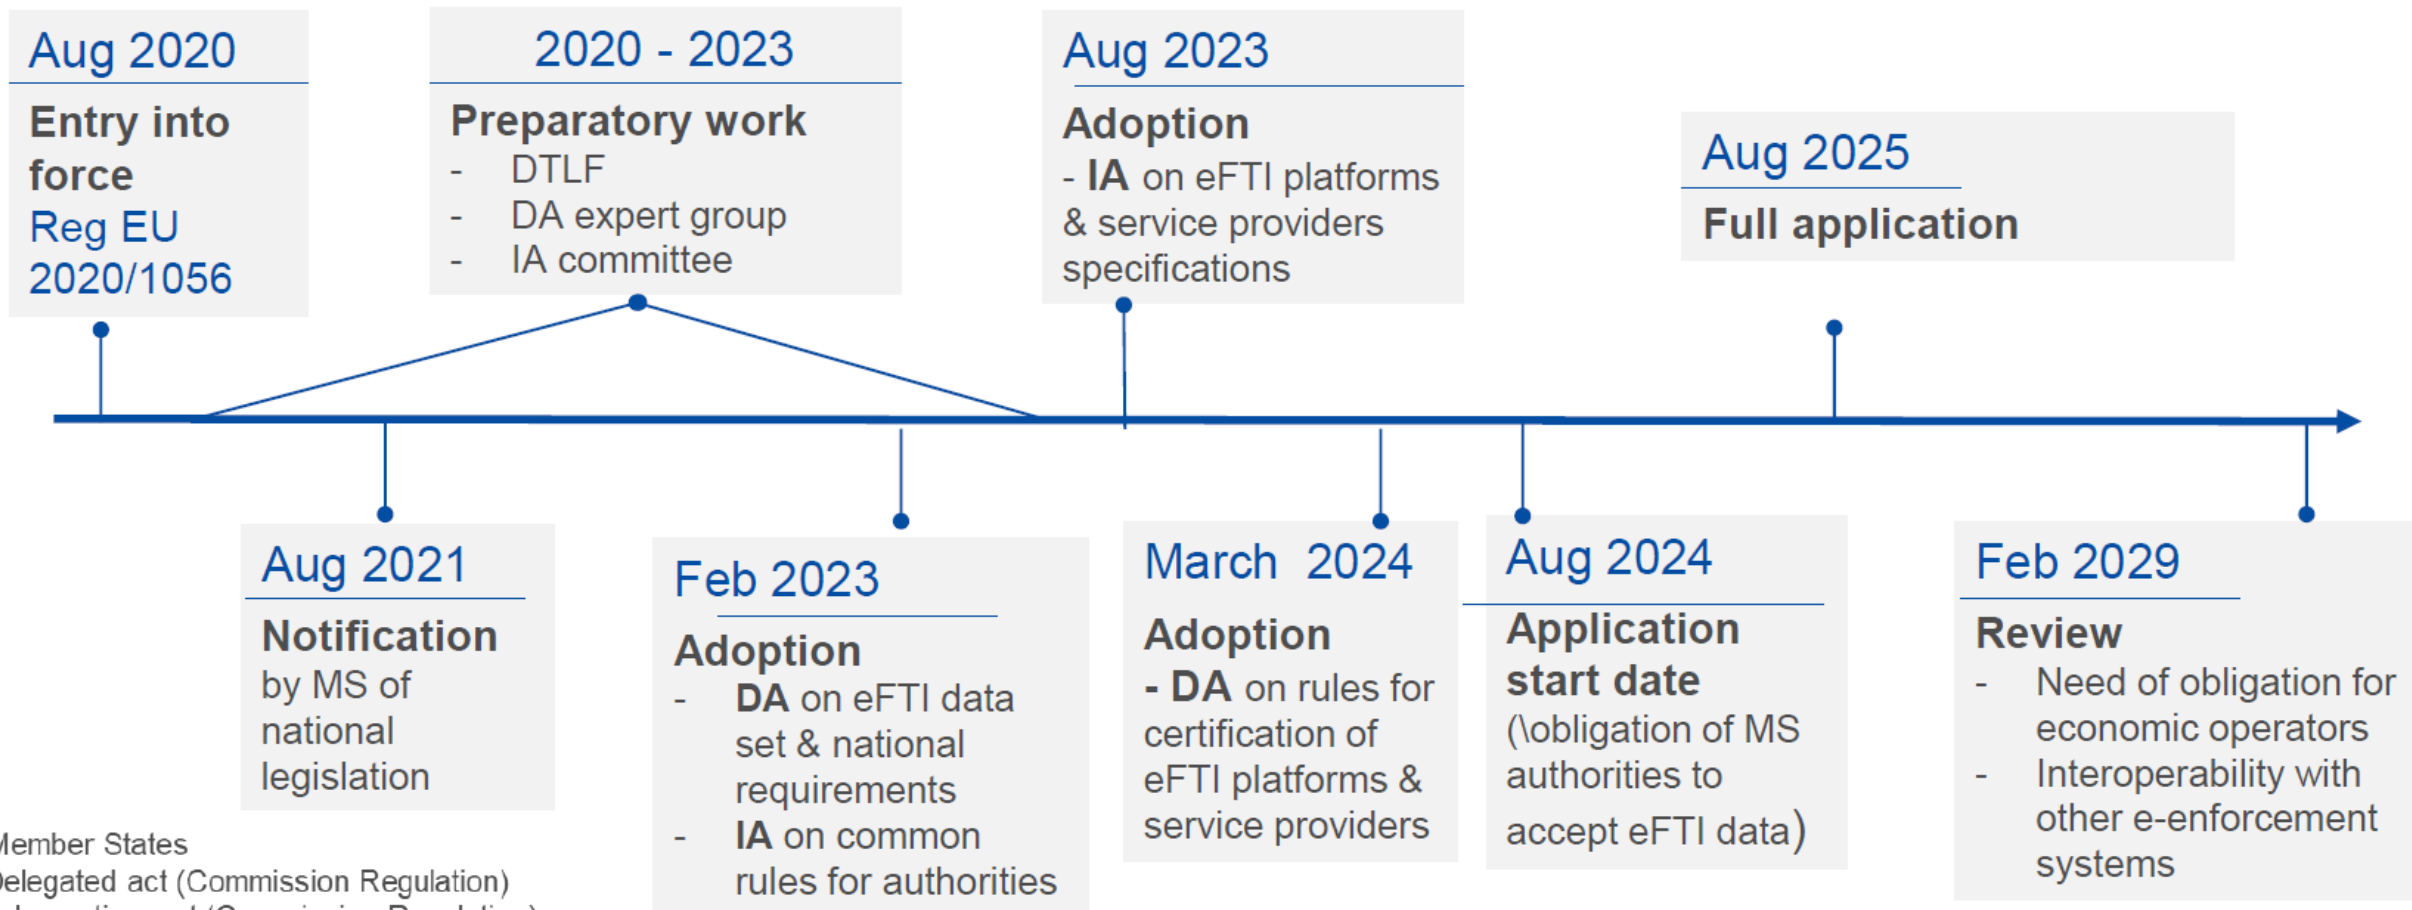 Aug 2020
Entry into
force
Reg EU
2020/1056
2020 - 2023
Preparatory work
- DTLF
- DA expert group
- IA committee
Aug 2023
Adoption
- IA on eFTI platforms
& service providers
specifications
Aug 2025
Full application
Aug 2021
Notification
by MS of
national
legislation
Feb 2023
Adoption
- DA on eFTI data
set & national
requirements
- IA on common
rules for authorities
March 2024
Adoption
- DA on rules for
certification of
eFTI platforms &
service providers
Aug 2024
Application
start date
(\obligation of MS
authorities to
accept eFTI data)
Feb 2029
Review
- Need of obligation for
economic operators
- Interoperability with
other e-enforcement
systems
Member States
Delegated act (Commission Regulation)